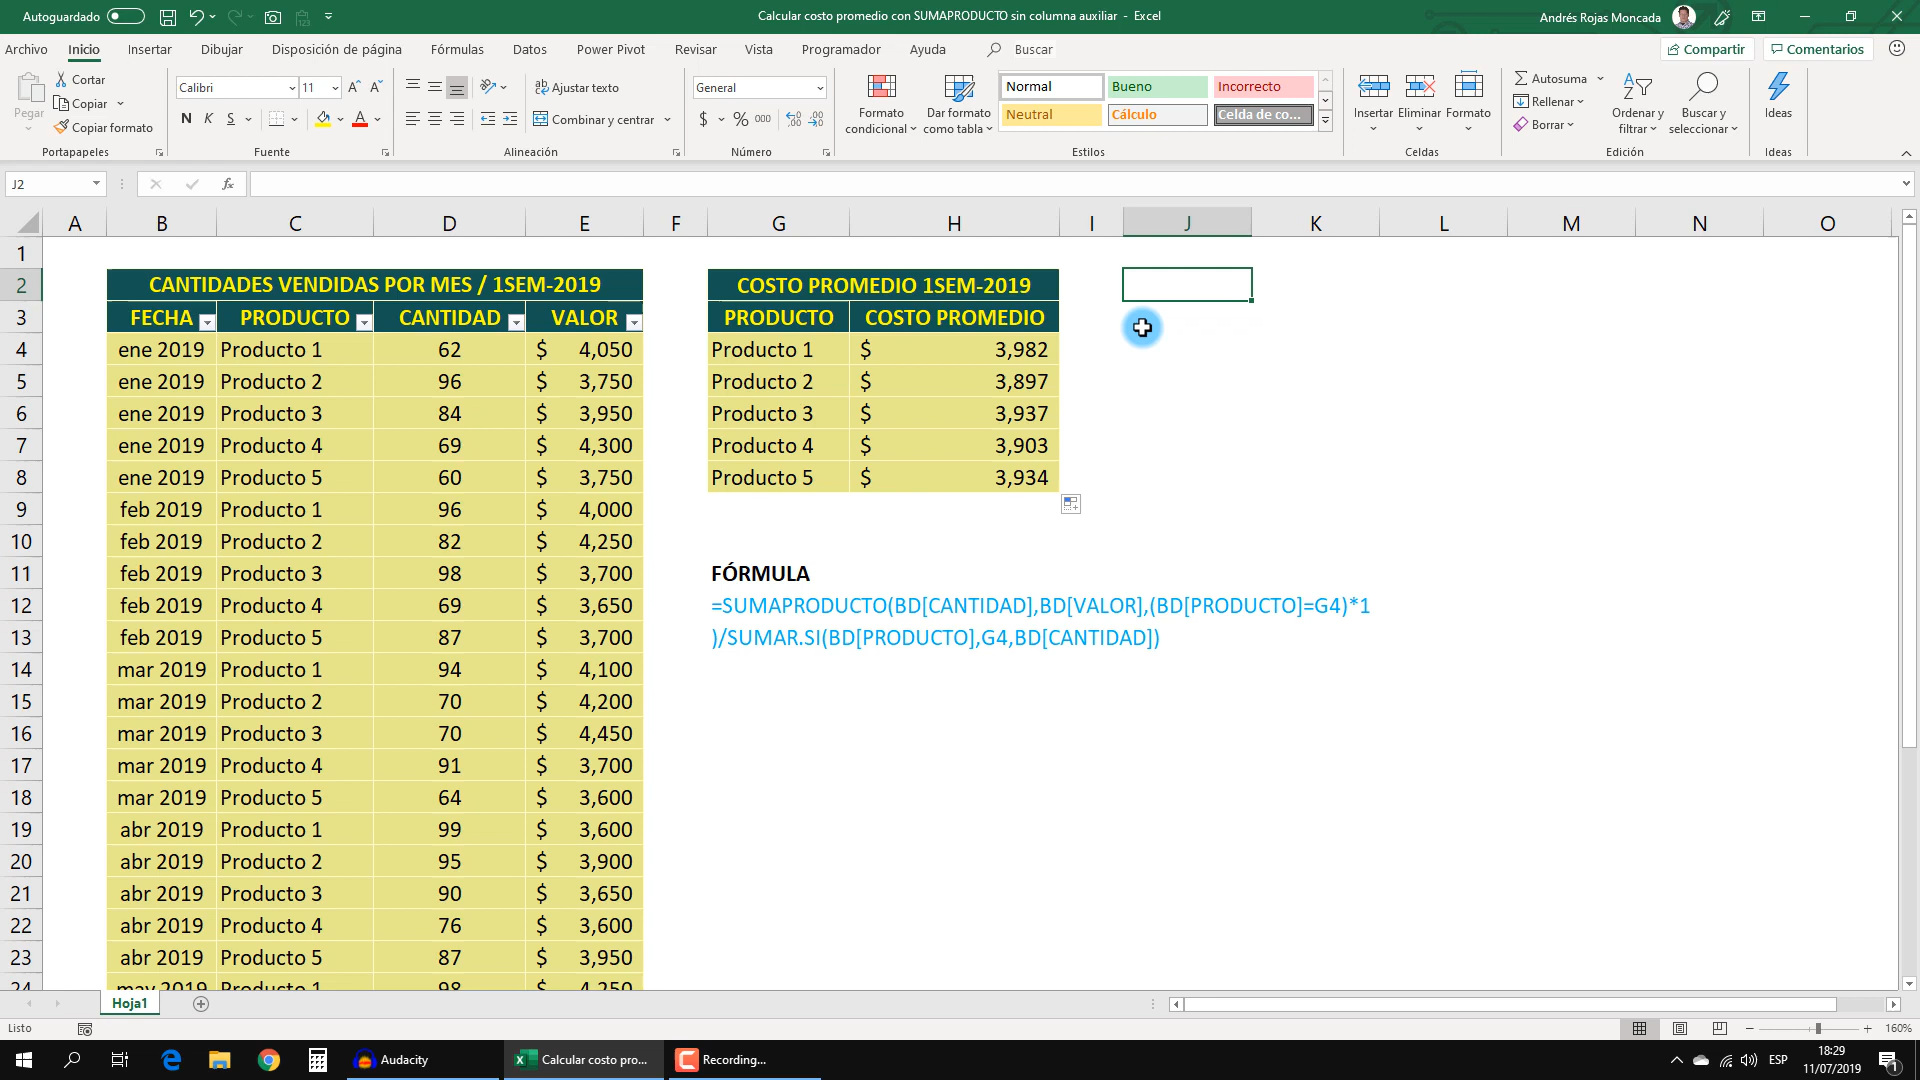 Autoguardado
Calcular costo promedio con SUMAPRODUCTO sin columna auxiliar - Excel
Andrés Rojas Moncada
Archivo Inicio Insertar Dibujar Disposición de página Fórmulas Datos Power Pivot Revisar Vista Programador Ayuda Buscar Compartir Comentarios
Pegar
Cortar
Copiar
Copiar formato
Portapapeles
Calibri 11
N K S
Fuente
Ajustar texto
Combinar y centrar
Alineación
General
$ % 000
Número
Formato condicional
Dar formato como tabla
Normal Bueno Incorrecto
Neutral Cálculo Celda de co...
Estilos
Insertar Eliminar Formato
Celdas
Autosuma
Rellenar
Borrar
Ordenar y filtrar
Buscar y seleccionar
Edición
Ideas
Ideas
J2 fx
A B C D E F G H I J K L M N O
1
2 CANTIDADES VENDIDAS POR MES / 1SEM-2019 COSTO PROMEDIO 1SEM-2019
3 FECHA PRODUCTO CANTIDAD VALOR PRODUCTO COSTO PROMEDIO
4 ene 2019 Producto 1 62 $ 4,050 Producto 1 $ 3,982
5 ene 2019 Producto 2 96 $ 3,750 Producto 2 $ 3,897
6 ene 2019 Producto 3 84 $ 3,950 Producto 3 $ 3,937
7 ene 2019 Producto 4 69 $ 4,300 Producto 4 $ 3,903
8 ene 2019 Producto 5 60 $ 3,750 Producto 5 $ 3,934
9 feb 2019 Producto 1 96 $ 4,000
10 feb 2019 Producto 2 82 $ 4,250
11 feb 2019 Producto 3 98 $ 3,700 FÓRMULA
12 feb 2019 Producto 4 69 $ 3,650 =SUMAPRODUCTO(BD[CANTIDAD],BD[VALOR],(BD[PRODUCTO]=G4)*1
13 feb 2019 Producto 5 87 $ 3,700 )/SUMAR.SI(BD[PRODUCTO],G4,BD[CANTIDAD])
14 mar 2019 Producto 1 94 $ 4,100
15 mar 2019 Producto 2 70 $ 4,200
16 mar 2019 Producto 3 70 $ 4,450
17 mar 2019 Producto 4 91 $ 3,700
18 mar 2019 Producto 5 64 $ 3,600
19 abr 2019 Producto 1 99 $ 3,600
20 abr 2019 Producto 2 95 $ 3,900
21 abr 2019 Producto 3 90 $ 3,650
22 abr 2019 Producto 4 76 $ 3,600
23 abr 2019 Producto 5 87 $ 3,950
24 may 2019 Producto 1 98 $ 4,250
Hoja1
Listo
160%
Audacity
Calcular costo pro...
Recording...
ESP
18:29
11/07/2019
1